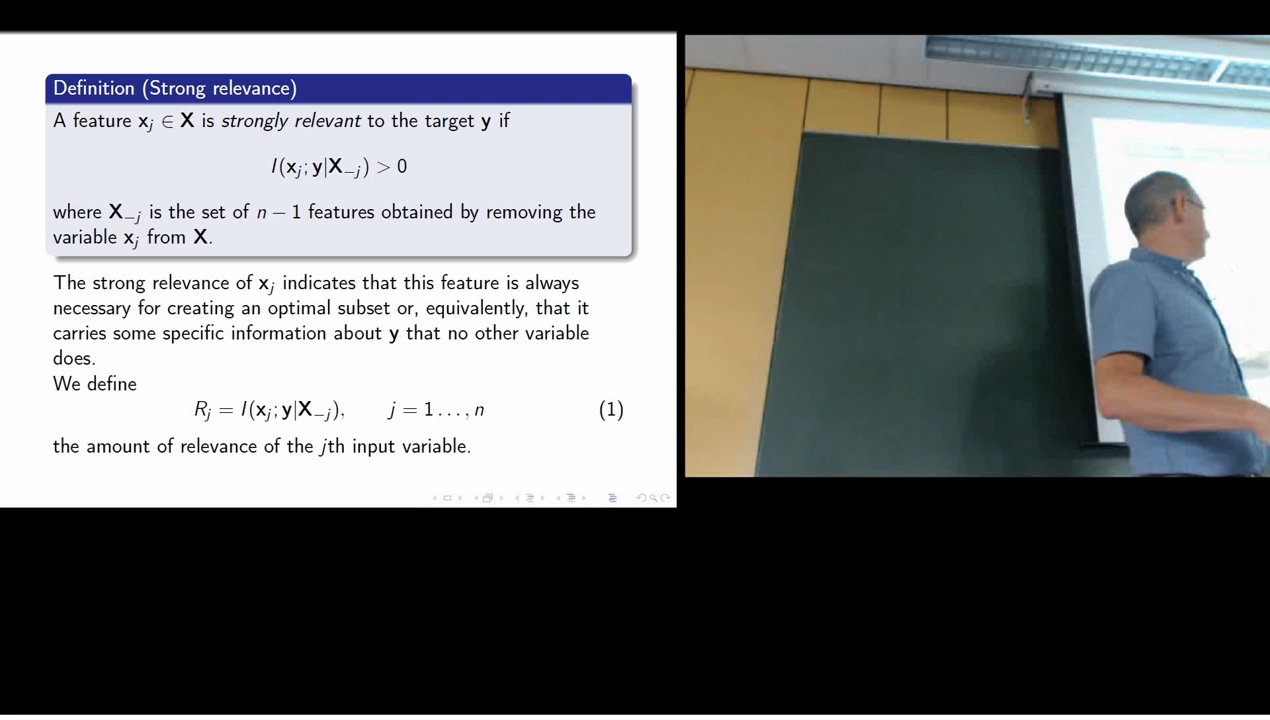 Definition (Strong relevance)
A feature x_j ∈ X is strongly relevant to the target y if
I(x_j; y|X_{−j}) > 0
where X_{−j} is the set of n − 1 features obtained by removing the
variable x_j from X.
The strong relevance of x_j indicates that this feature is always
necessary for creating an optimal subset or, equivalently, that it
carries some specific information about y that no other variable
does.
We define
R_j = I(x_j; y|X_{−j}), j = 1 . . . , n (1)
the amount of relevance of the jth input variable.